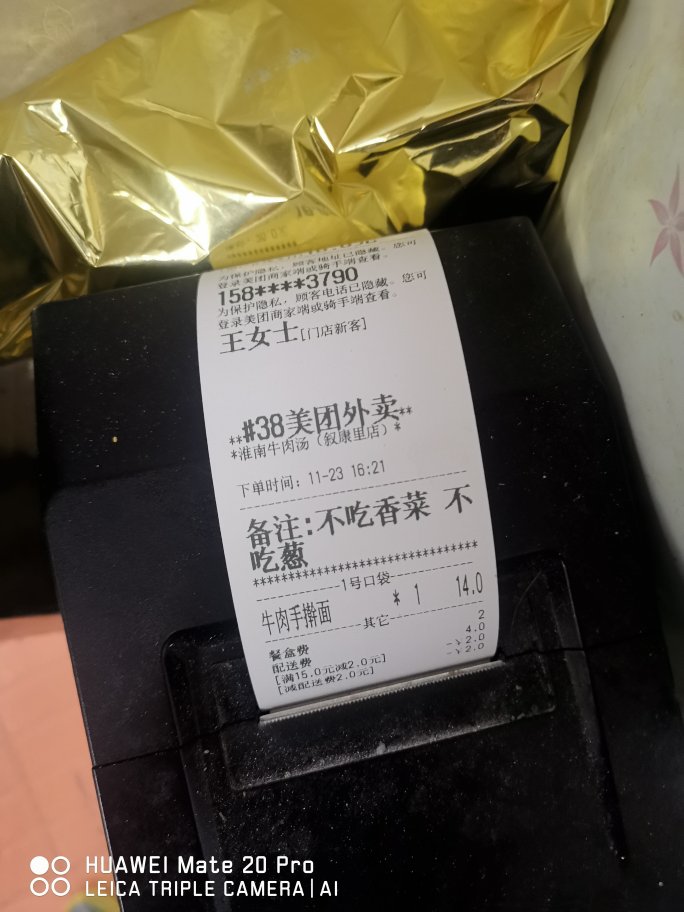 为保护隐私，顾客地址已隐藏。您可
登录美团商家端或骑手端查看。
158****3790
为保护隐私，顾客电话已隐藏。您可
登录美团商家端或骑手端查看。
王女士[门店新客]
**#38美团外卖**
*淮南牛肉汤（叙康里店）*
下单时间：11-23 16:21
备注:不吃香菜 不
吃葱
********************************
1号口袋
牛肉手擀面 * 1 14.0
其它
餐盒费 2
配送费 4.0
[满15.0元减2.0元] -￥2.0
[减配送费2.0元] -￥2.0
HUAWEI Mate 20 Pro
LEICA TRIPLE CAMERA | AI